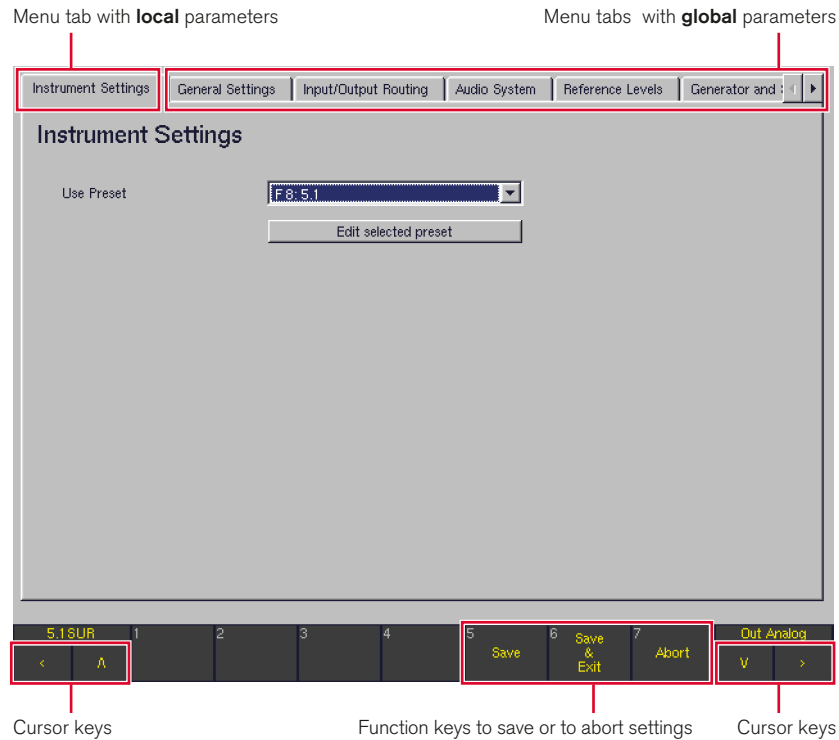 Menu tab with local parameters
Menu tabs with global parameters
Instrument Settings
General Settings
Input/Output Routing
Audio System
Reference Levels
Generator and
Instrument Settings
Use Preset
F 8: 5.1
Edit selected preset
5.1SUR
1
2
3
4
5
6
7
Out Analog
<
Λ
Save
Save
&
Exit
Abort
V
>
Cursor keys
Function keys to save or to abort settings
Cursor keys